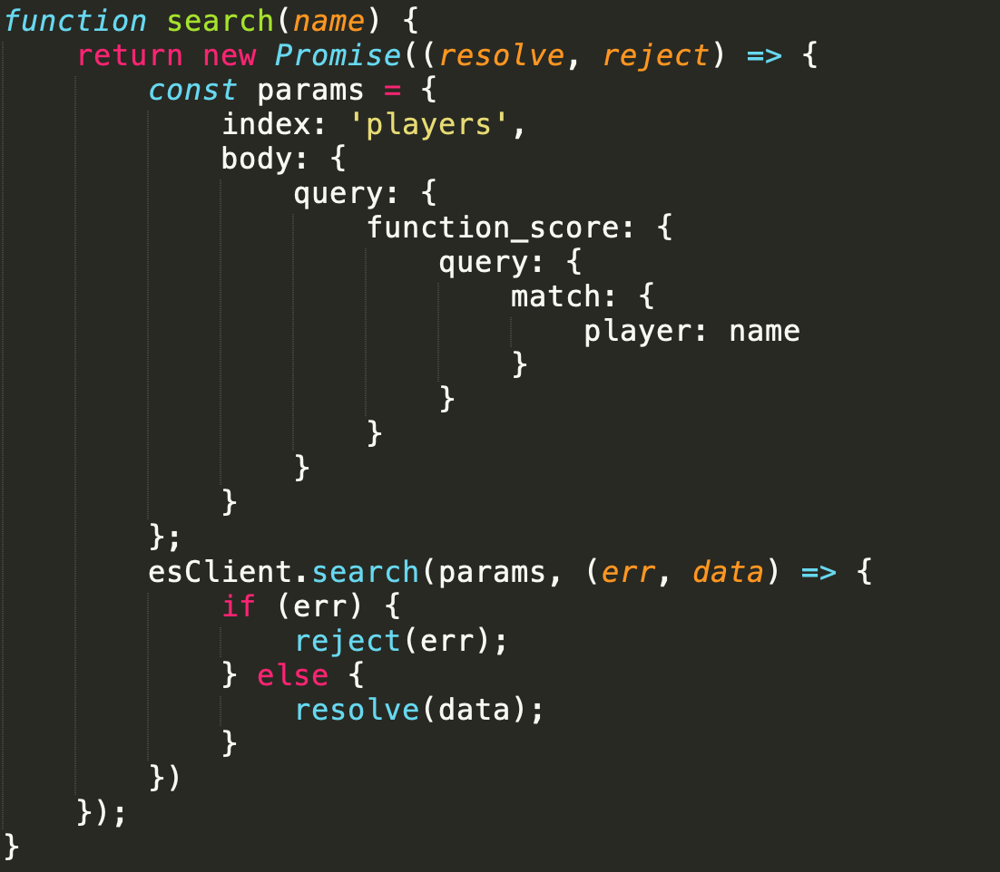 function search(name) {
    return new Promise((resolve, reject) => {
        const params = {
            index: 'players',
            body: {
                query: {
                    function_score: {
                        query: {
                            match: {
                                player: name
                            }
                        }
                    }
                }
            }
        };
        esClient.search(params, (err, data) => {
            if (err) {
                reject(err);
            } else {
                resolve(data);
            }
        })
    });
}